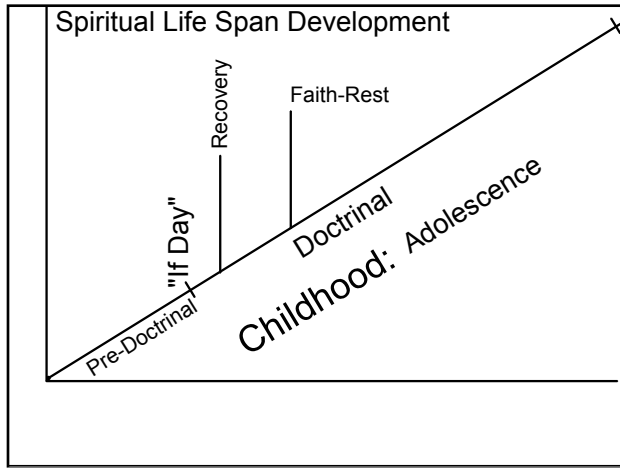 Spiritual Life Span Development
Recovery
Faith-Rest
"If Day"
Pre-Doctrinal
Doctrinal
Childhood: Adolescence